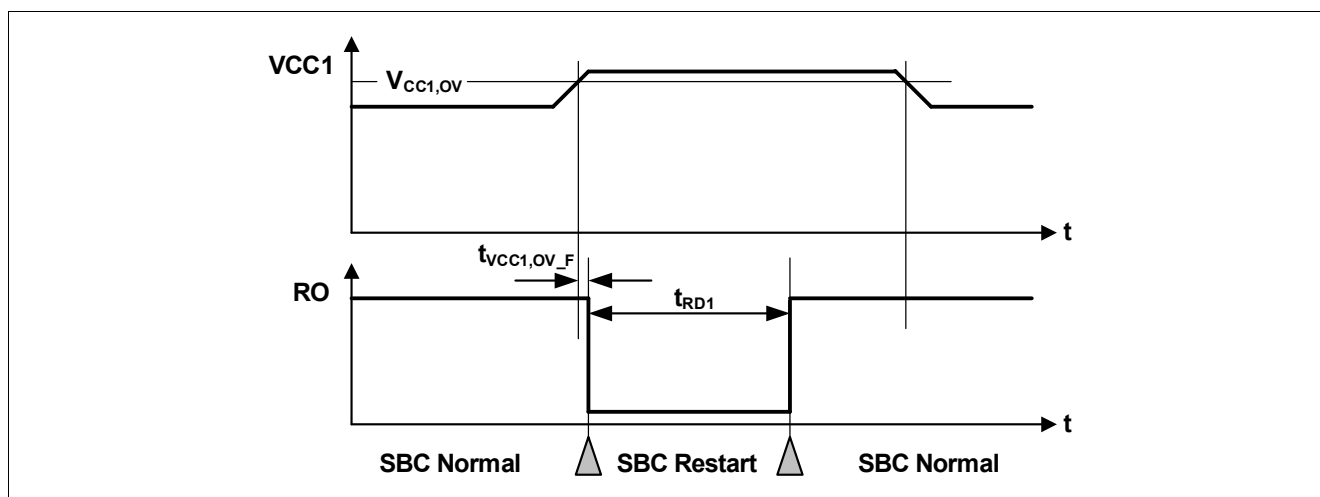 VCC1
VCC1,OV
t
tVCC1,OV_F
RO
tRD1
t
SBC Normal
SBC Restart
SBC Normal